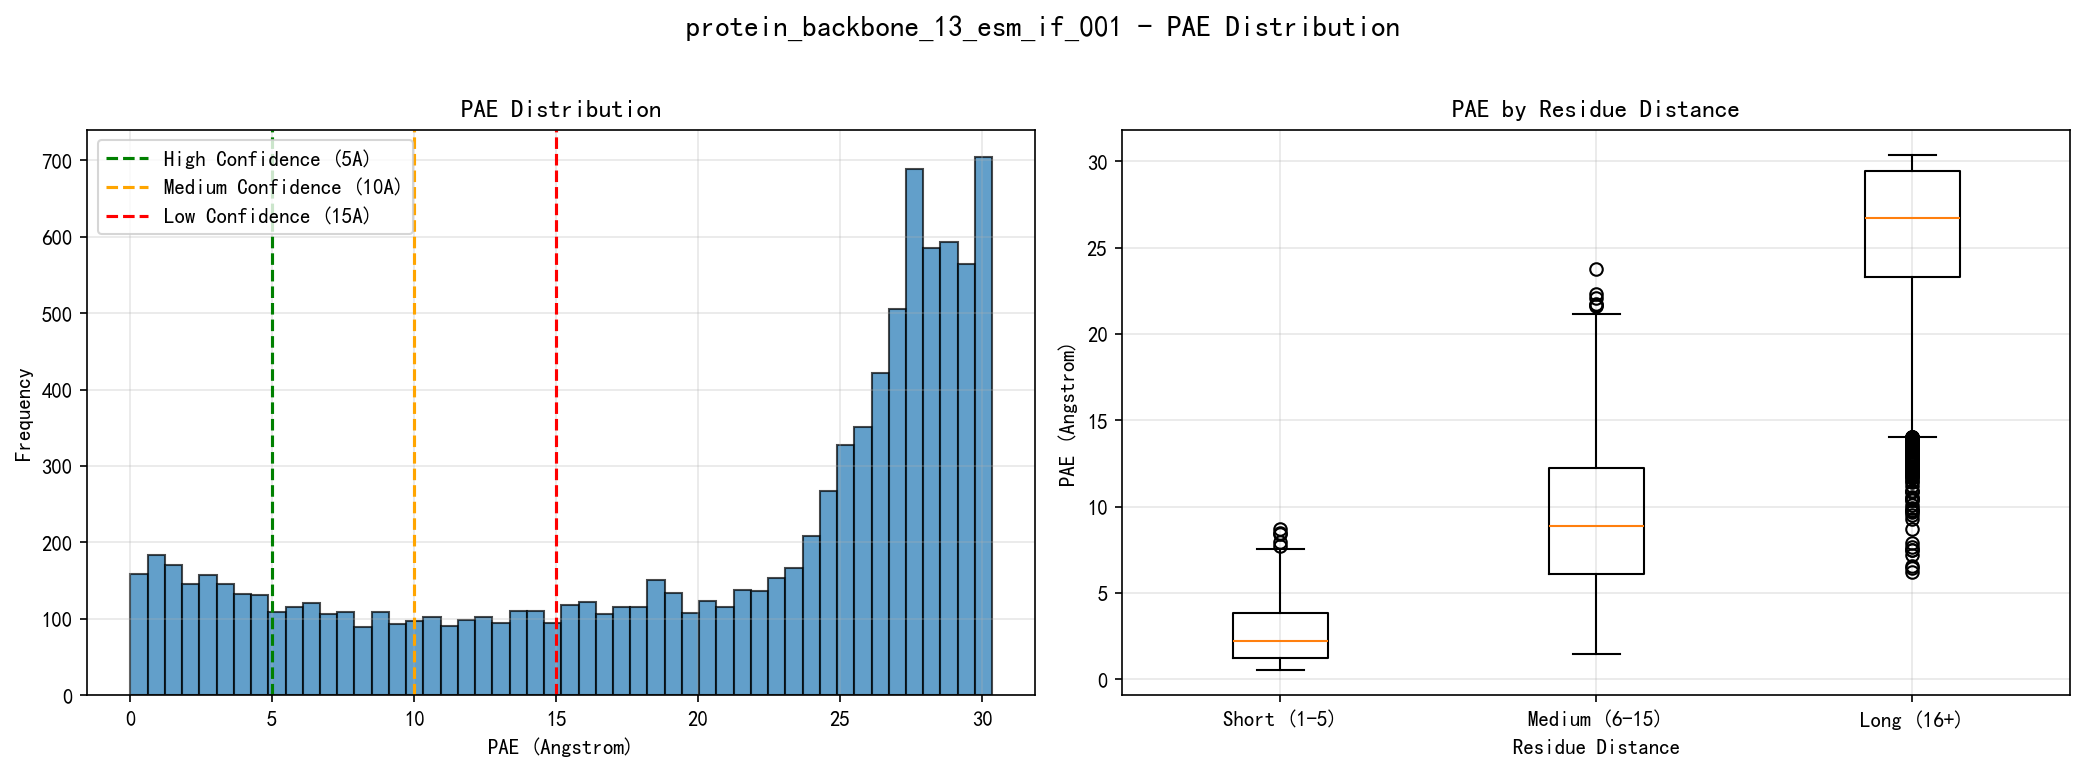 protein_backbone_13_esm_if_001 - PAE Distribution
PAE Distribution
High Confidence (5A)
Medium Confidence (10A)
Low Confidence (15A)
700
600
500
400
300
200
100
0
Frequency
0 5 10 15 20 25 30
PAE (Angstrom)
PAE by Residue Distance
30
25
20
15
10
5
0
PAE (Angstrom)
Short (1-5) Medium (6-15) Long (16+)
Residue Distance